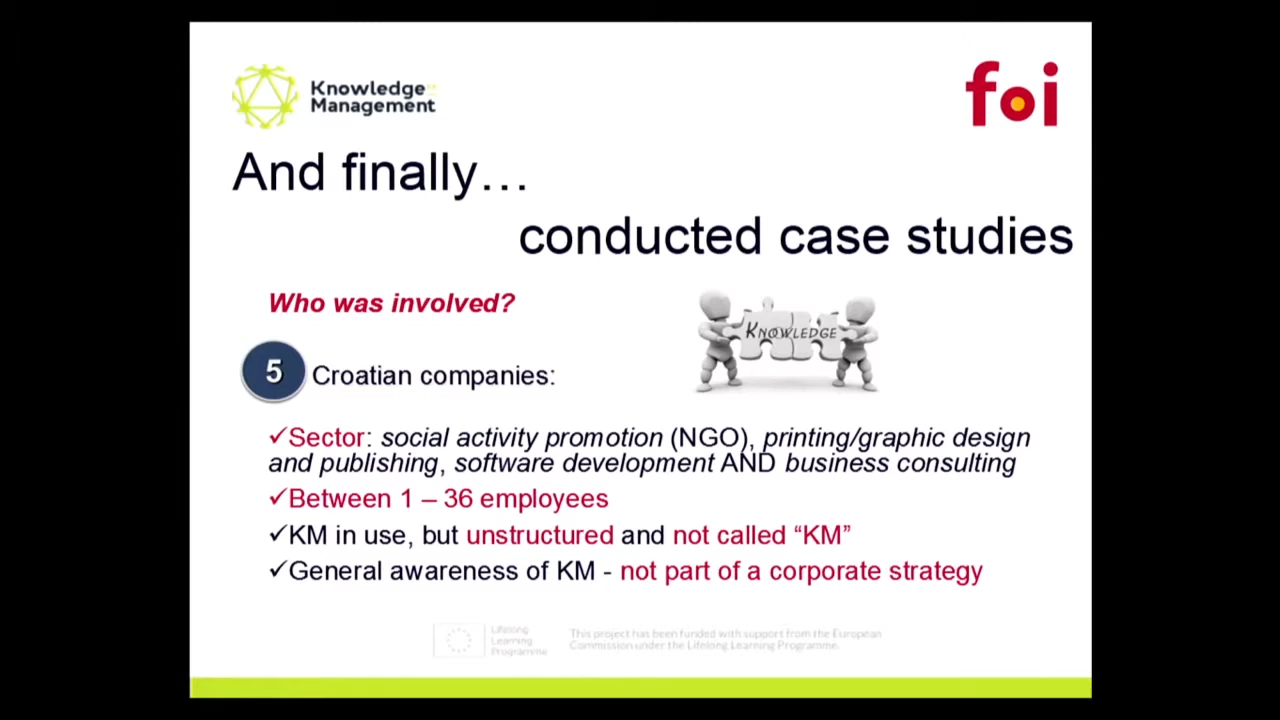 Knowledge
Management
foi
And finally…
conducted case studies
Who was involved?
KNOWLEDGE
5 Croatian companies:
✓Sector: social activity promotion (NGO), printing/graphic design
and publishing, software development AND business consulting
✓Between 1 – 36 employees
✓KM in use, but unstructured and not called “KM”
✓General awareness of KM - not part of a corporate strategy
Lifelong
Learning
Programme
This project has been funded with support from the European
Commission under the Lifelong Learning Programme.